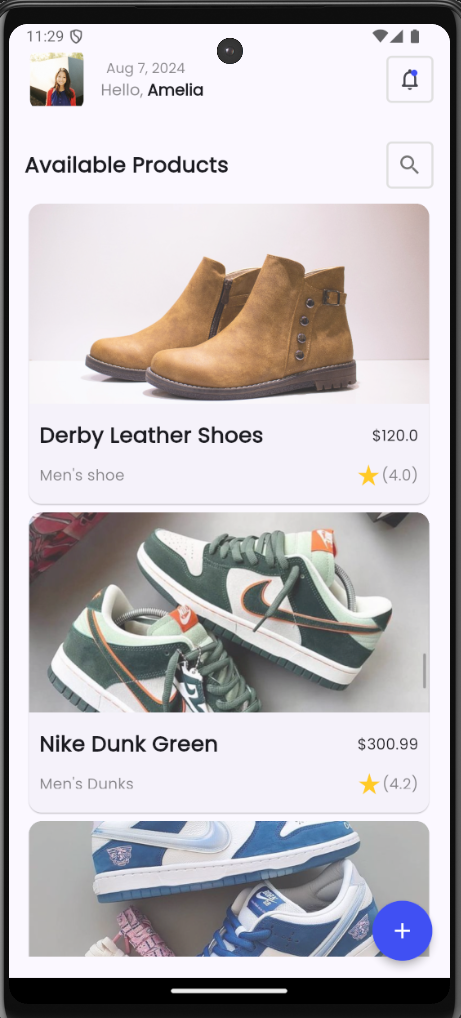 11:29
Aug 7, 2024
Hello, Amelia
Available Products
Derby Leather Shoes
$120.0
Men's shoe
(4.0)
Nike Dunk Green
$300.99
Men's Dunks
(4.2)
+